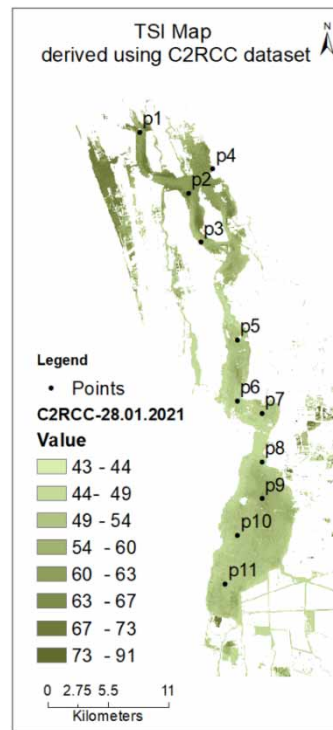 TSI Map
derived using C2RCC dataset
N
p1
p4
p2
p3
p5
p6
p7
p8
p9
p10
p11
Legend
Points
C2RCC-28.01.2021
Value
43 - 44
44- 49
49 - 54
54 - 60
60 - 63
63 - 67
67 - 73
73 - 91
0 2.75 5.5 11
Kilometers